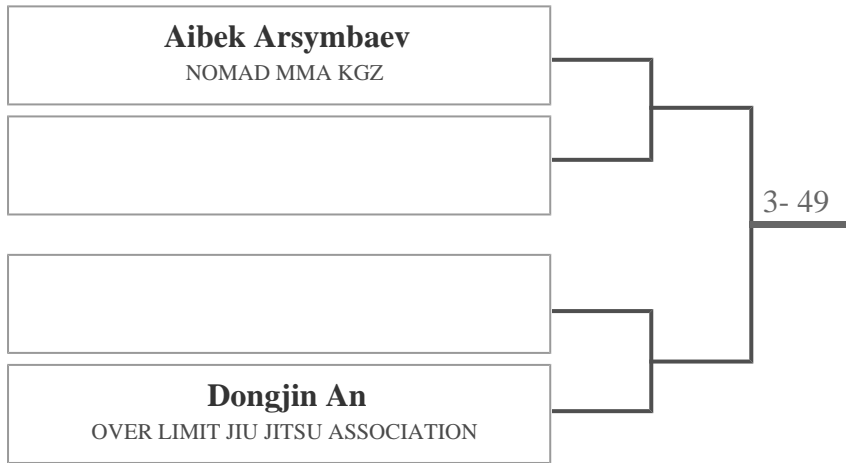 Aibek Arsymbaev
NOMAD MMA KGZ
3- 49
Dongjin An
OVER LIMIT JIU JITSU ASSOCIATION